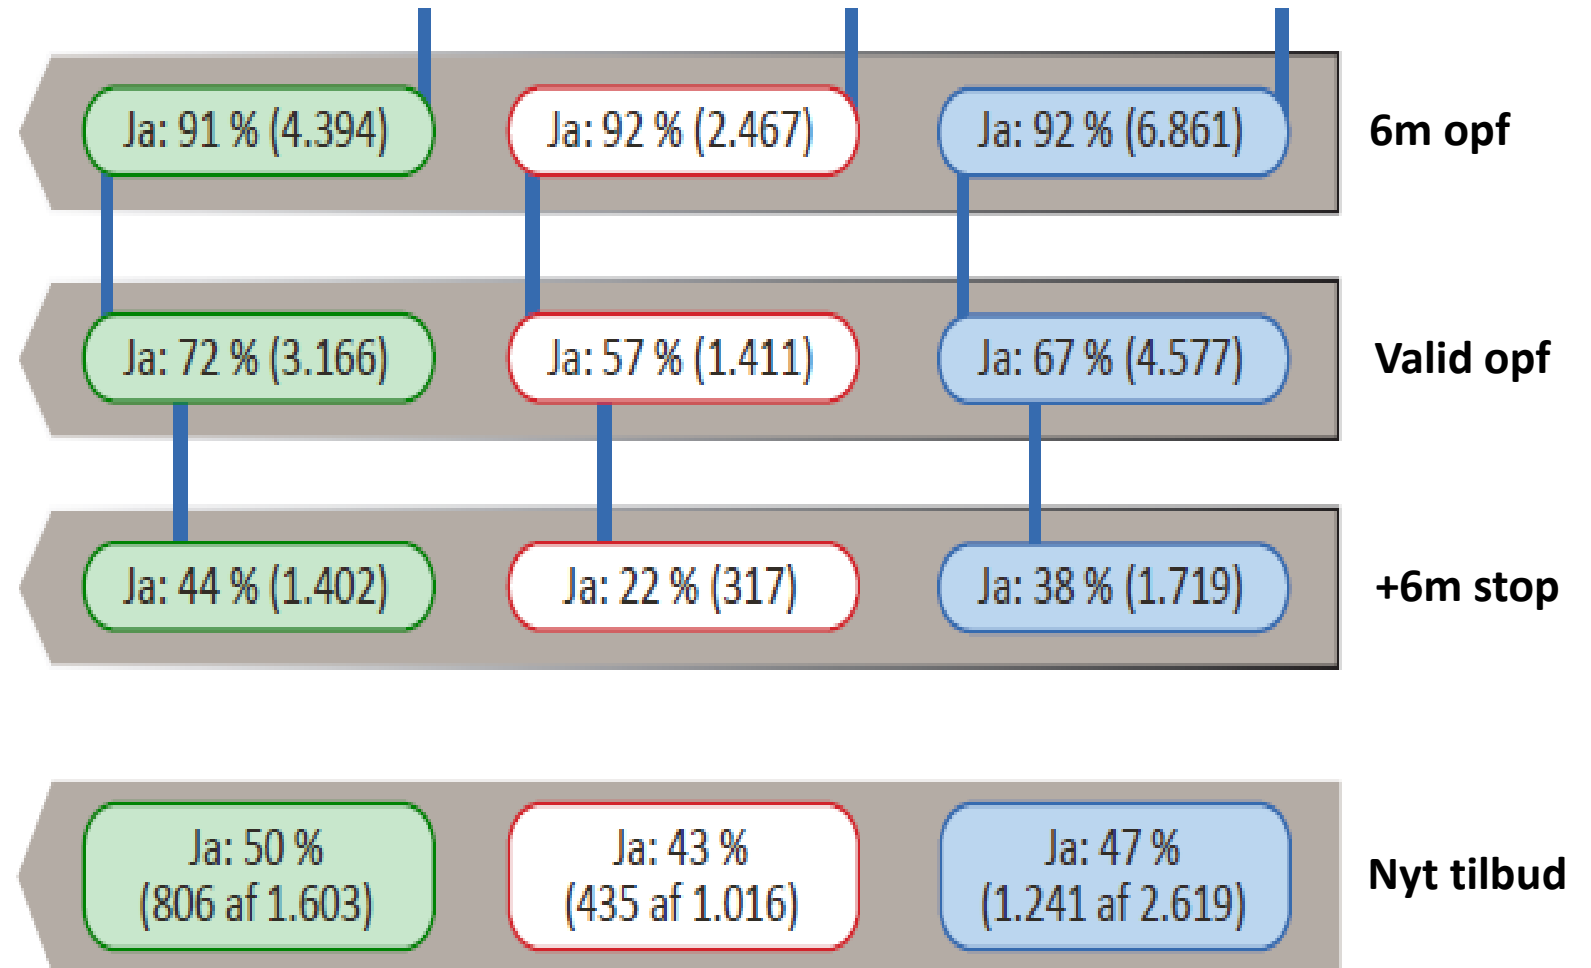 Ja: 91 % (4.394) Ja: 92 % (2.467) Ja: 92 % (6.861) 6m opf
Ja: 72 % (3.166) Ja: 57 % (1.411) Ja: 67 % (4.577) Valid opf
Ja: 44 % (1.402) Ja: 22 % (317) Ja: 38 % (1.719) +6m stop
Ja: 50 %
(806 af 1.603)
Ja: 43 %
(435 af 1.016)
Ja: 47 %
(1.241 af 2.619)
Nyt tilbud